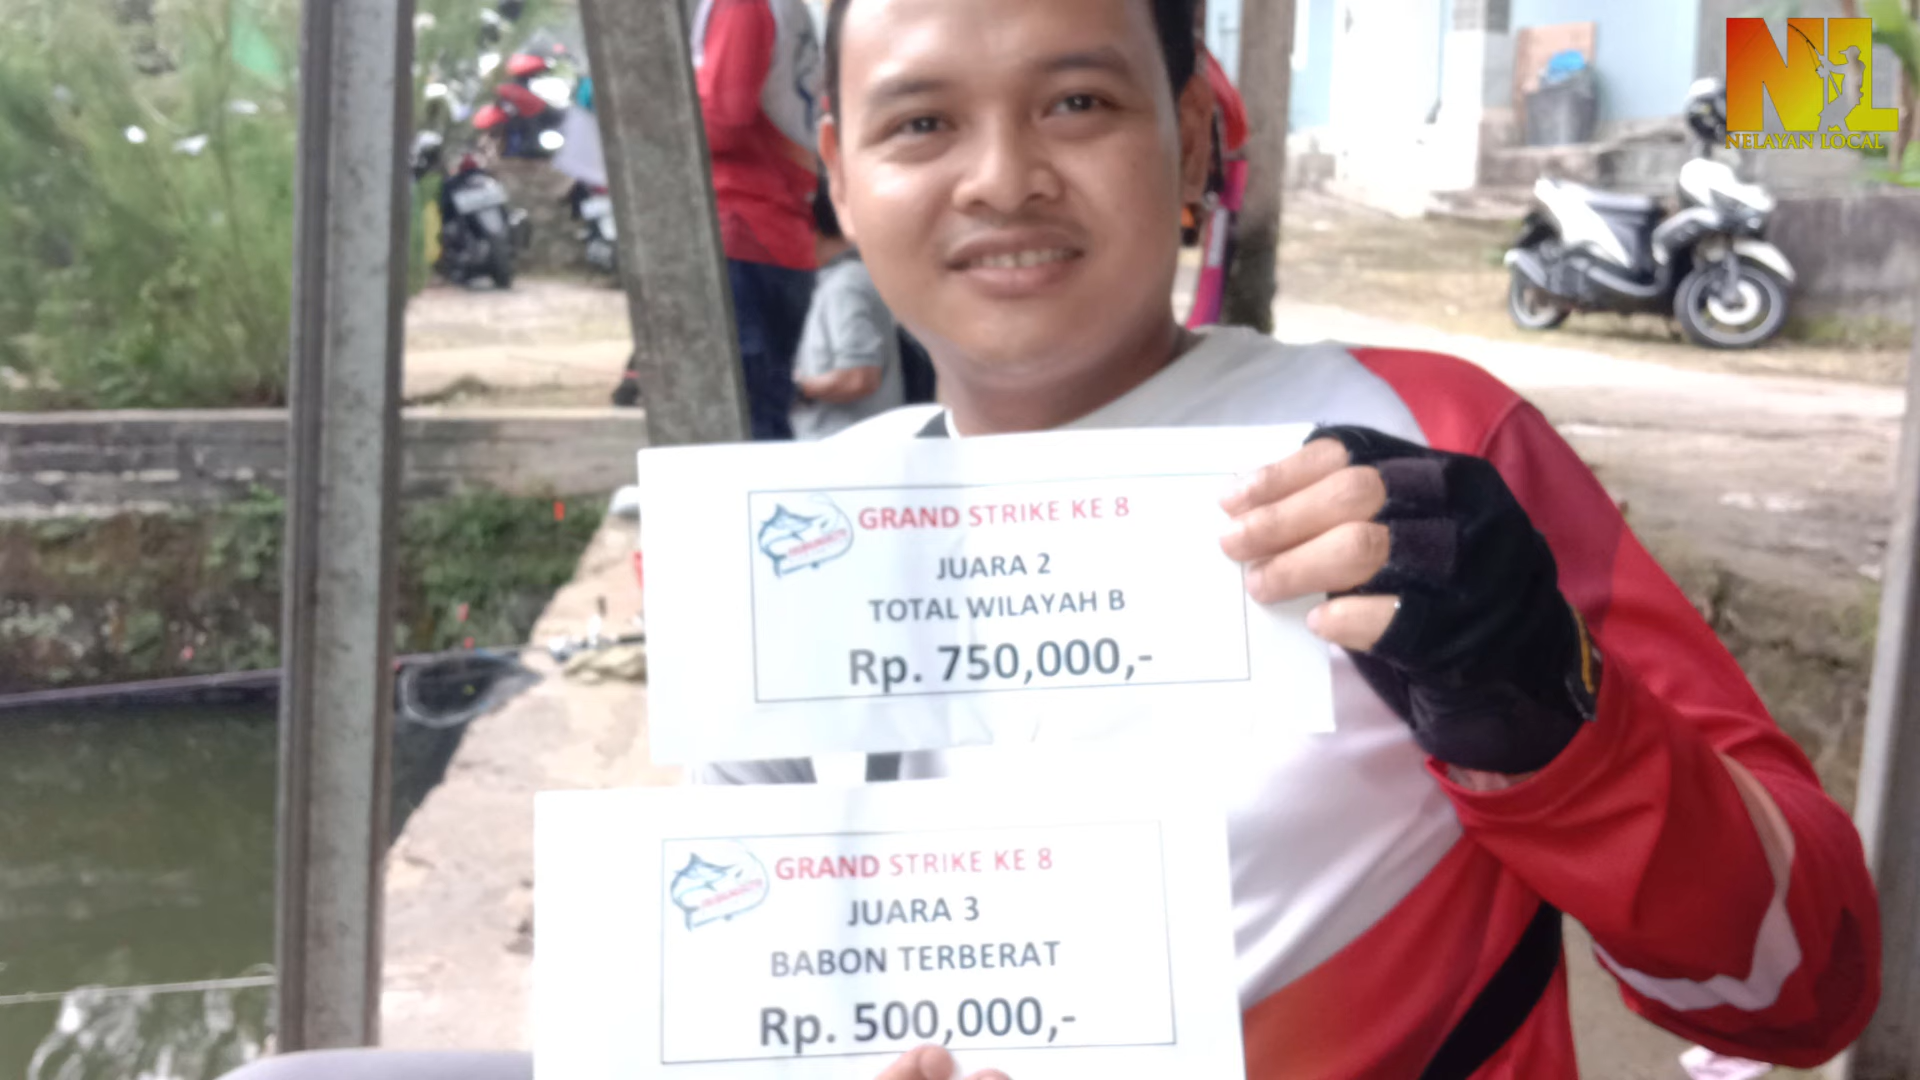 NL
NELAYAN LOCAL
GRAND STRIKE KE 8
JUARA 2
TOTAL WILAYAH B
Rp. 750,000,-
GRAND STRIKE KE 8
JUARA 3
BABON TERBERAT
Rp. 500,000,-